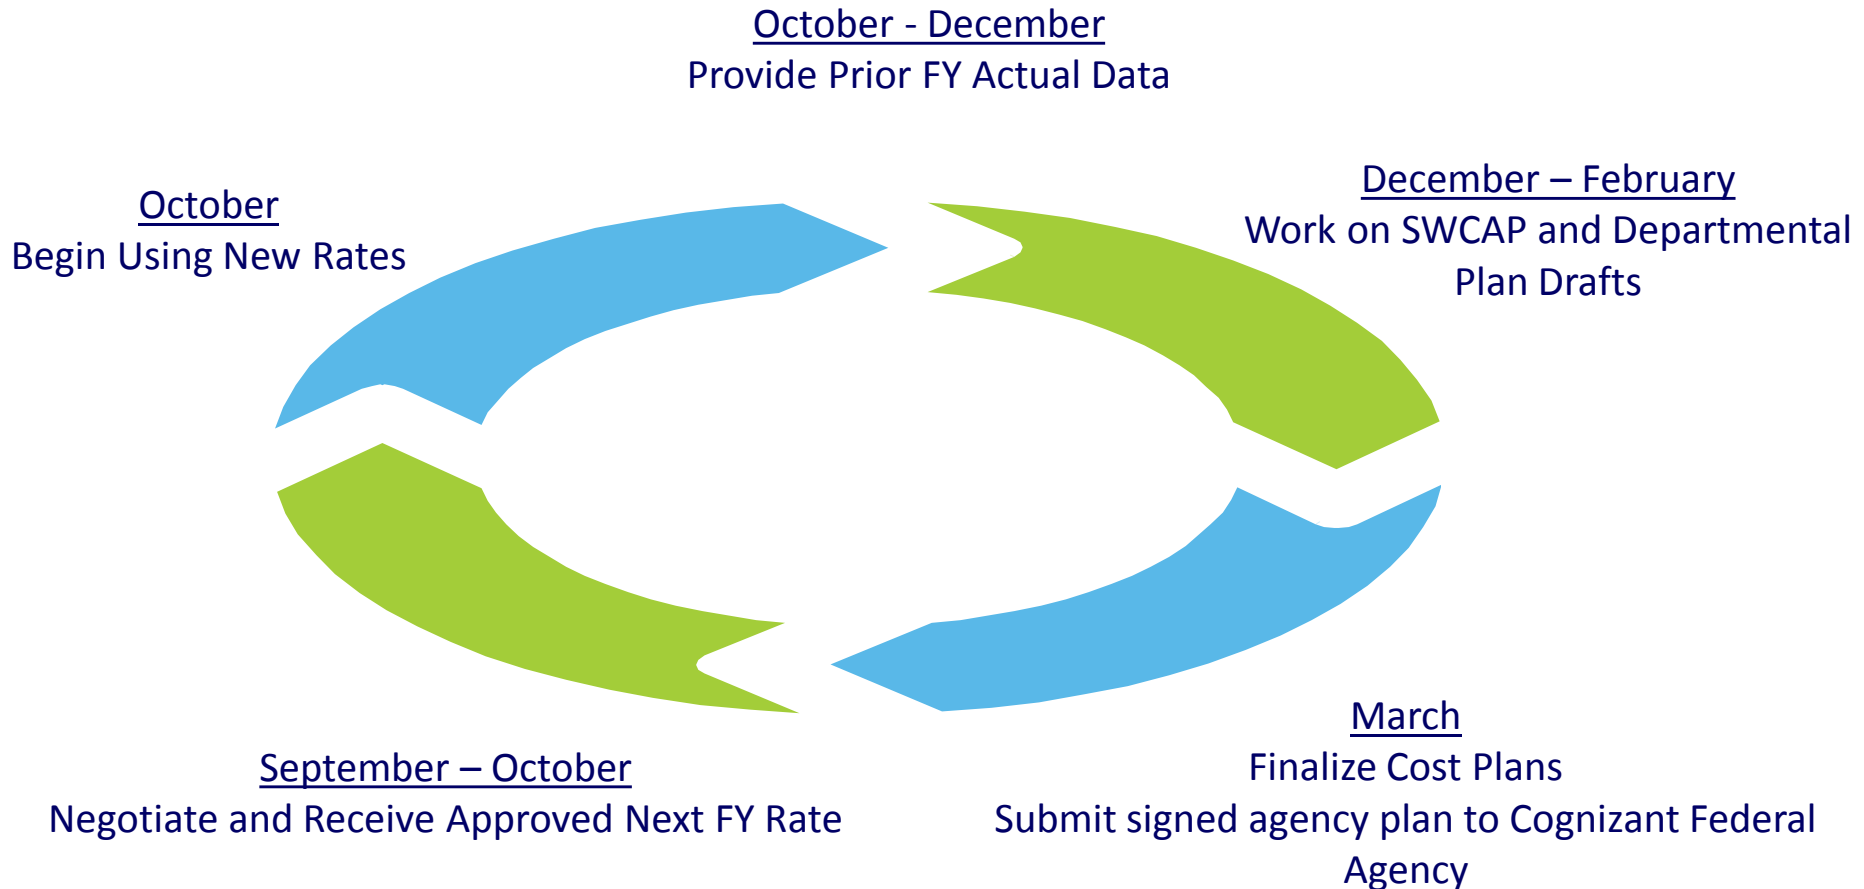 October - December
Provide Prior FY Actual Data
December – February
Work on SWCAP and Departmental
Plan Drafts
March
Finalize Cost Plans
Submit signed agency plan to Cognizant Federal
Agency
September – October
Negotiate and Receive Approved Next FY Rate
October
Begin Using New Rates